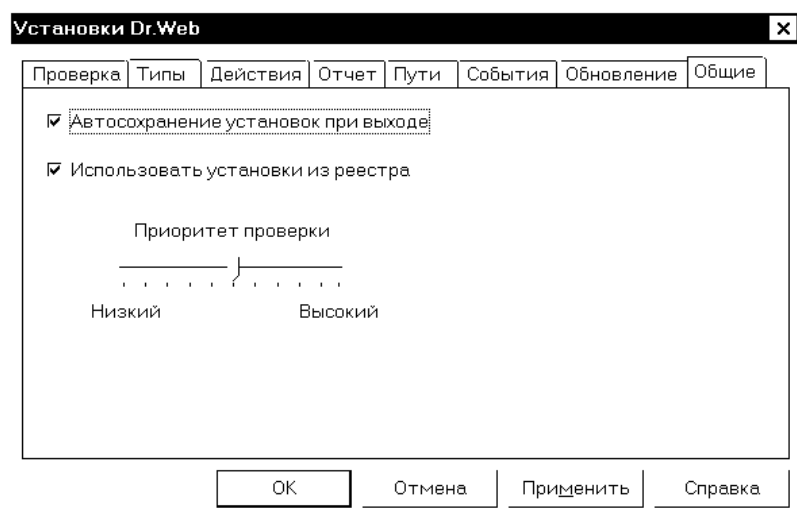 Установки Dr.Web
Проверка Типы Действия Отчет Пути События Обновление Общие
Автосохранение установок при выходе
Использовать установки из реестра
Приоритет проверки
Низкий Высокий
OK Отмена Применить Справка